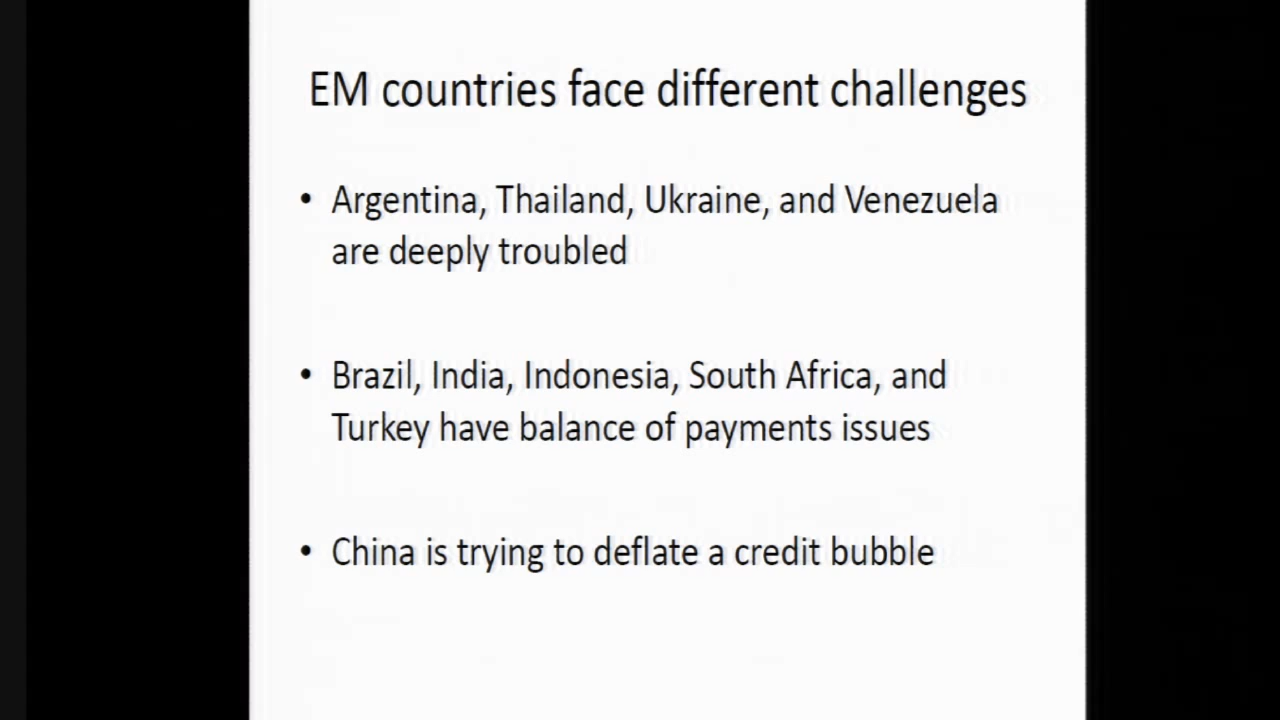 EM countries face different challenges
• Argentina, Thailand, Ukraine, and Venezuela
are deeply troubled
• Brazil, India, Indonesia, South Africa, and
Turkey have balance of payments issues
• China is trying to deflate a credit bubble